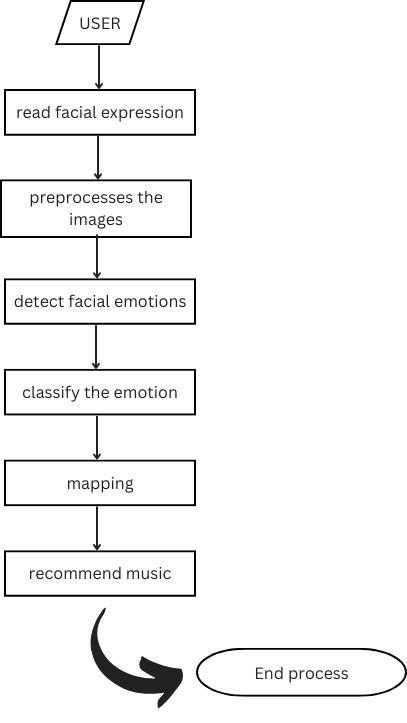 USER
read facial expression
preprocesses the
images
detect facial emotions
classify the emotion
mapping
recommend music
End process